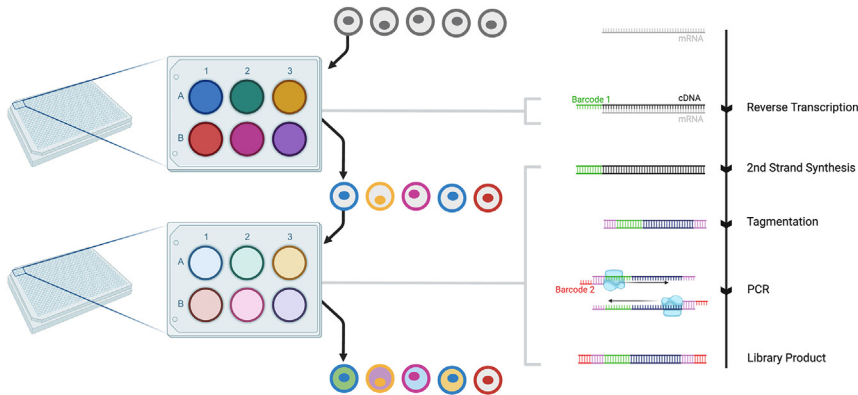 mRNA
1 2 3
A
B
Barcode 1
cDNA
mRNA
Reverse Transcription
2nd Strand Synthesis
Tagmentation
1 2 3
A
B
Barcode 2
PCR
Library Product